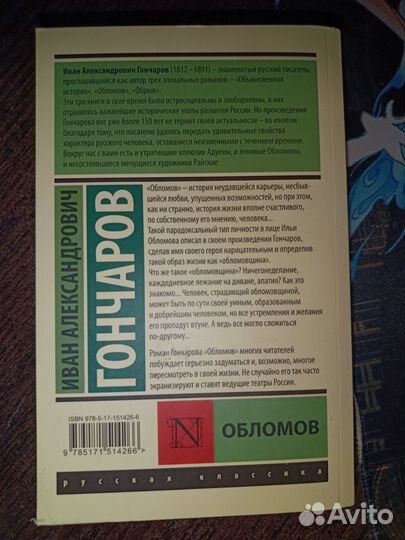 Иван Александрович Гончаров (1812 –1891) – знаменитый русский писатель,
прославившийся как автор трех эпохальных романов – «Обыкновенная
история», «Обломов», «Обрыв».
Эти три книги в свое время были остросоциальны и злободневны, в них
отразились важнейшие исторические этапы развития России. Но произведения
Гончарова вот уже более 150 лет не теряют своей актуальности – во многом
благодаря тому, что писателю удалось передать удивительные свойства
характера русского человека, оставшиеся неизменными с течением времени.
Вокруг нас с вами есть и утратившие иллюзии Адуевы, и ленивые Обломовы,
и несостоявшиеся мечущиеся художники Райские
ИВАН АЛЕКСАНДРОВИЧ
ГОНЧАРОВ
«Обломов» – история неудавшейся карьеры, несбыв-
шейся любви, упущенных возможностей, но при этом,
как ни странно, история жизни вполне счастливого,
по собственному его мнению, человека...
Такой парадоксальный тип личности в лице Ильи
Обломова описал в своем произведении Гончаров,
сделав имя своего героя нарицательным и определив
такой образ жизни как «обломовщина».
Что же такое «обломовщина»? Ничегонеделание,
каждодневное лежание на диване, апатия? Как это
знакомо... Человек, страдающий обломовщиной,
может быть по сути своей умным, образованным
и добрейшим человеком, но все устремления и желания
его пропадут втуне. А ведь все могло сложиться
по-другому...
Роман Гончарова «Обломов» многих читателей
побуждает серьезно задуматься и, возможно, многое
пересмотреть в своей жизни. Не случайно его так часто
экранизируют и ставят ведущие театры России.
ISBN 978-5-17-151426-6
9 785171 514266 >
N
ОБЛОМОВ
русская классика
Avito